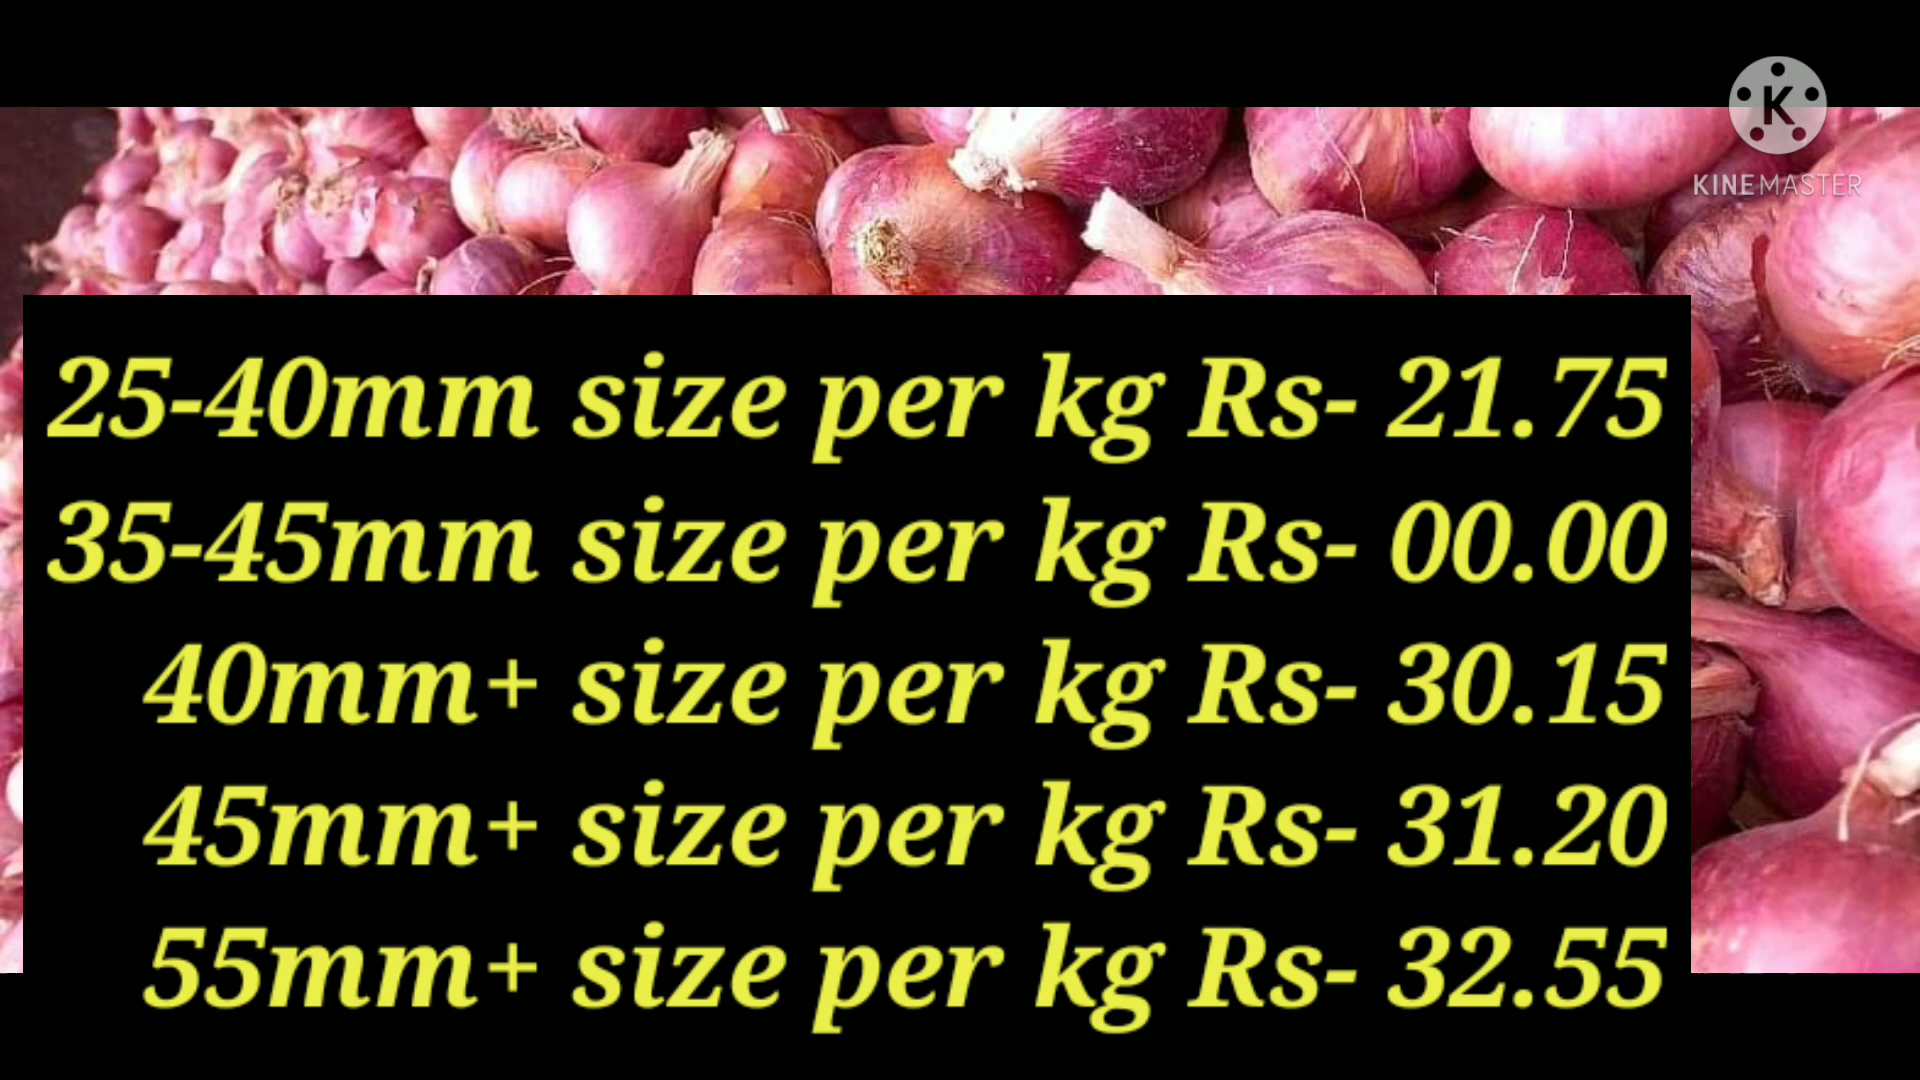 K
KINEMASTER
25-40mm size per kg Rs- 21.75
35-45mm size per kg Rs- 00.00
40mm+ size per kg Rs- 30.15
45mm+ size per kg Rs- 31.20
55mm+ size per kg Rs- 32.55